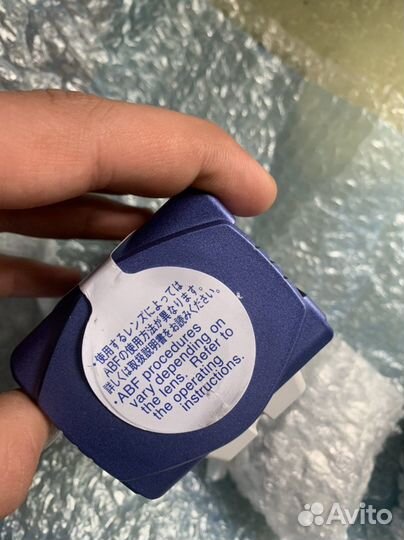 ・使用するレンズによっては
ABFの使用方法が異なります。
詳しくは取扱説明書をお読みください。
・ABF procedures
vary depending on
the lens. Refer to
the operating
instructions.
Avito